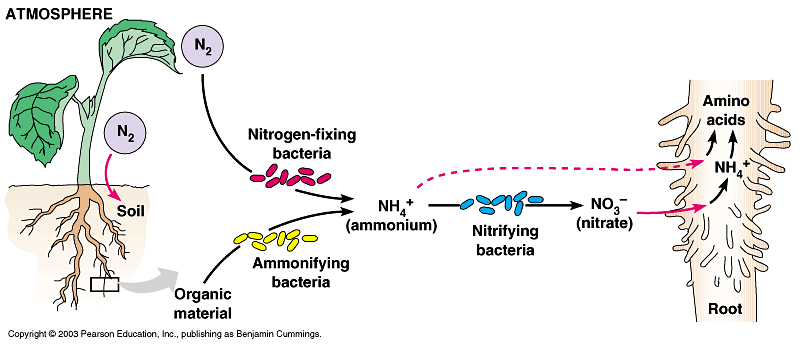 ATMOSPHERE
N2
N2
Soil
Nitrogen-fixing
bacteria
Organic
material
Ammonifying
bacteria
NH4+
(ammonium)
Nitrifying
bacteria
NO3−
(nitrate)
Amino
acids
NH4+
Root
Copyright © 2003 Pearson Education, Inc., publishing as Benjamin Cummings.